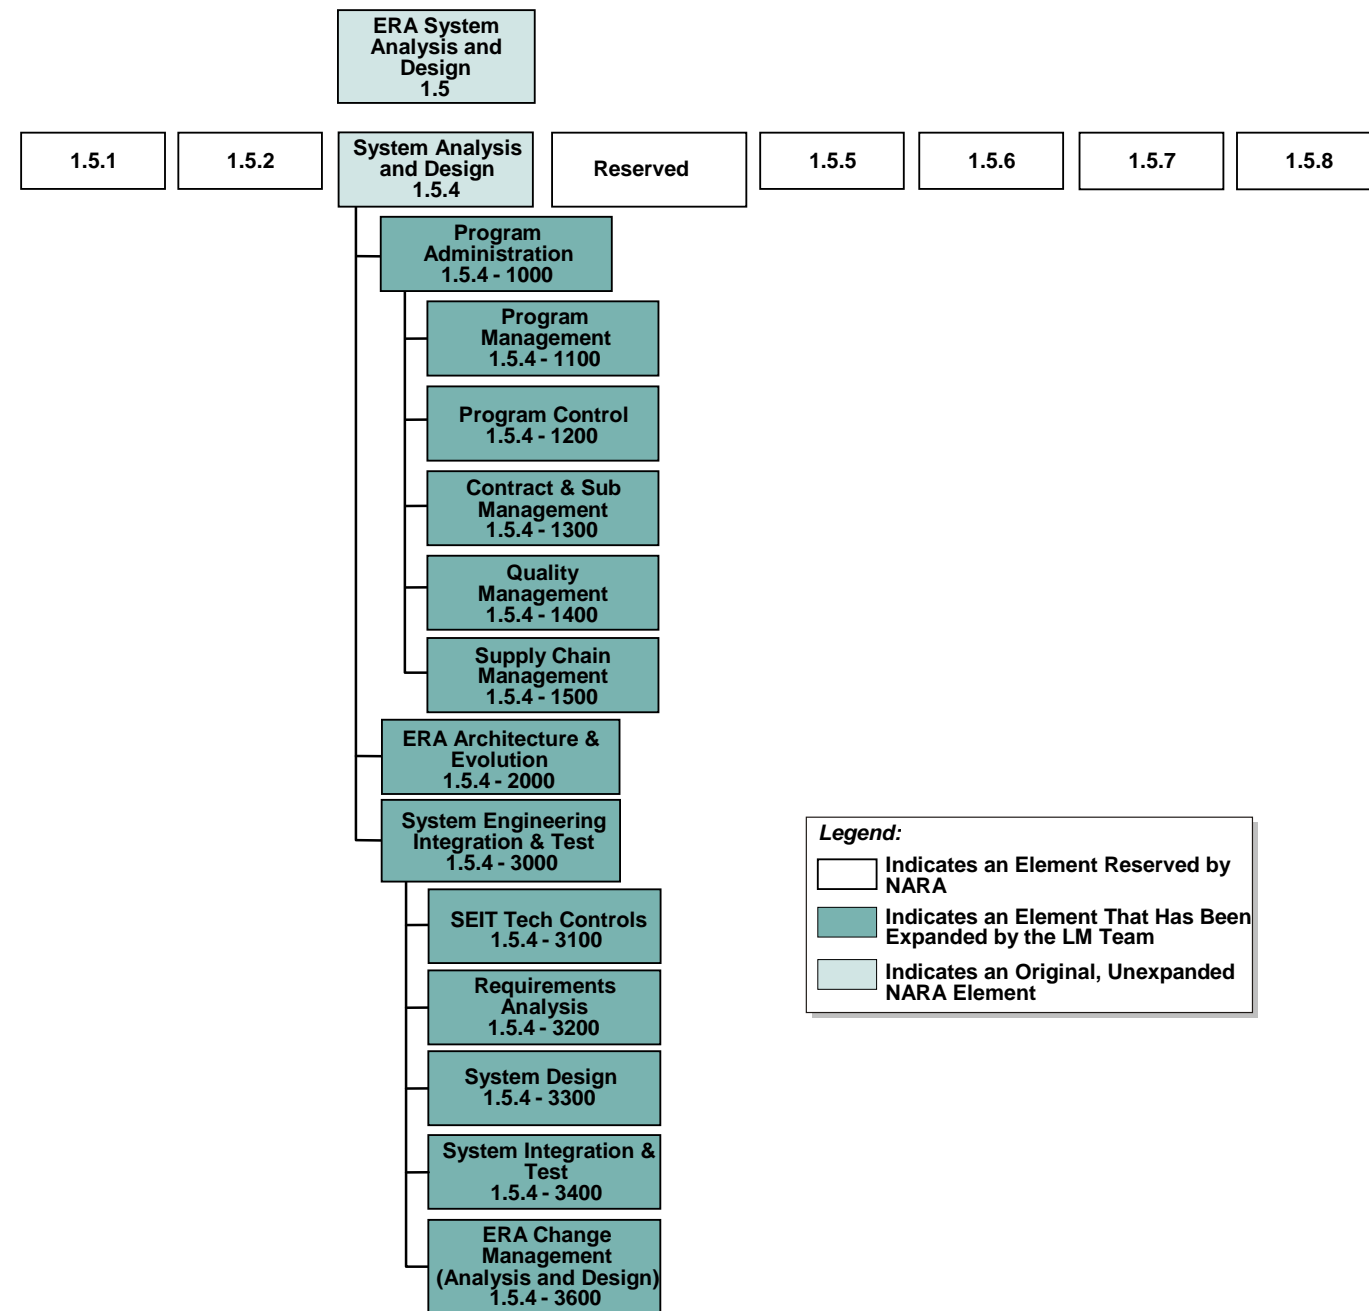 ERA System
Analysis and
Design
1.5
1.5.1
1.5.2
System Analysis
and Design
1.5.4
Reserved
1.5.5
1.5.6
1.5.7
1.5.8
Program
Administration
1.5.4 - 1000
Program
Management
1.5.4 - 1100
Program Control
1.5.4 - 1200
Contract & Sub
Management
1.5.4 - 1300
Quality
Management
1.5.4 - 1400
Supply Chain
Management
1.5.4 - 1500
ERA Architecture &
Evolution
1.5.4 - 2000
System Engineering
Integration & Test
1.5.4 - 3000
SEIT Tech Controls
1.5.4 - 3100
Requirements
Analysis
1.5.4 - 3200
System Design
1.5.4 - 3300
System Integration &
Test
1.5.4 - 3400
ERA Change
Management
(Analysis and Design)
1.5.4 - 3600
Legend:
Indicates an Element Reserved by
NARA
Indicates an Element That Has Been
Expanded by the LM Team
Indicates an Original, Unexpanded
NARA Element